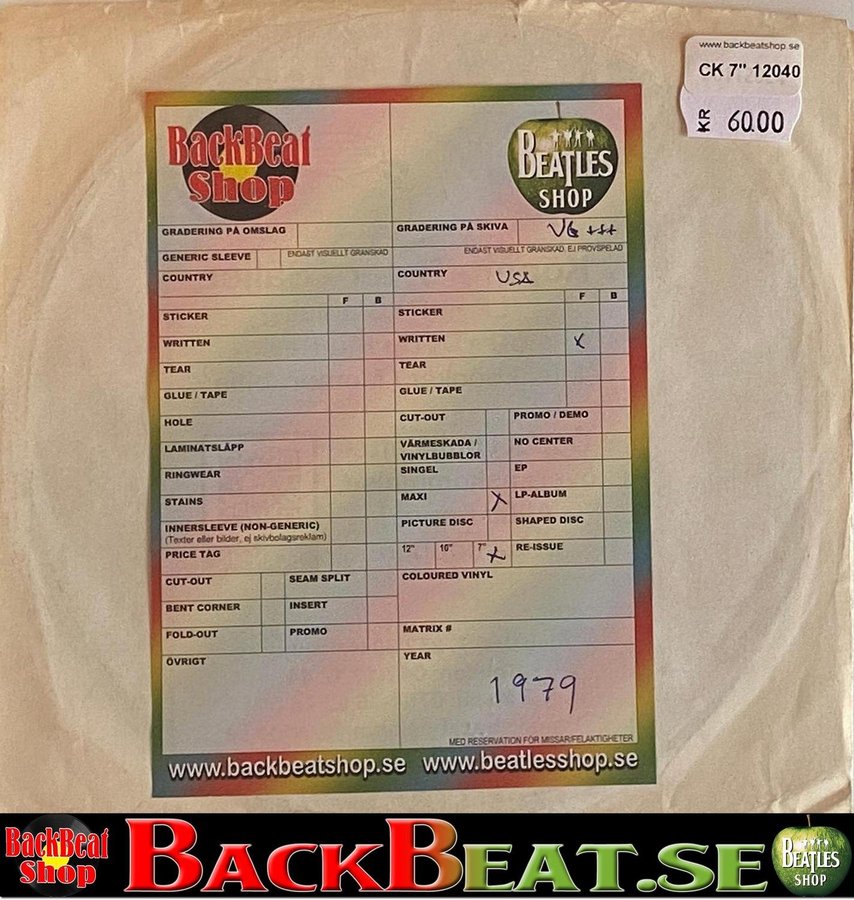 www.backbeatshop.se
CK 7" 12040
KR 60.00
BackBeat
Shop
BEATLES
SHOP
GRADERING PÅ OMSLAG
GENERIC SLEEVE
ENDAST VISUELLT GRANSKAD
COUNTRY
F B
STICKER
WRITTEN
TEAR
GLUE / TAPE
HOLE
LAMINATSLÄPP
RINGWEAR
STAINS
INNERSLEEVE (NON-GENERIC)
(Texter eller bilder, ej skivbolagsreklam)
PRICE TAG
CUT-OUT SEAM SPLIT
BENT CORNER INSERT
FOLD-OUT PROMO
ÖVRIGT
GRADERING PÅ SKIVA VG +++
ENDAST VISUELLT GRANSKAD, EJ PROVSPELAD
COUNTRY USA
F B
STICKER
WRITTEN X
TEAR
GLUE / TAPE
CUT-OUT PROMO / DEMO
VÄRMESKADA / NO CENTER
VINYLBUBBLOR
SINGEL EP
MAXI X LP-ALBUM
PICTURE DISC SHAPED DISC
12" 10" 7" X RE-ISSUE
COLOURED VINYL
MATRIX #
YEAR
1979
MED RESERVATION FÖR MISSAR/FELAKTIGHETER
www.backbeatshop.se www.beatlesshop.se
BackBeat
Shop
BACKBEAT.SE
BEATLES
SHOP